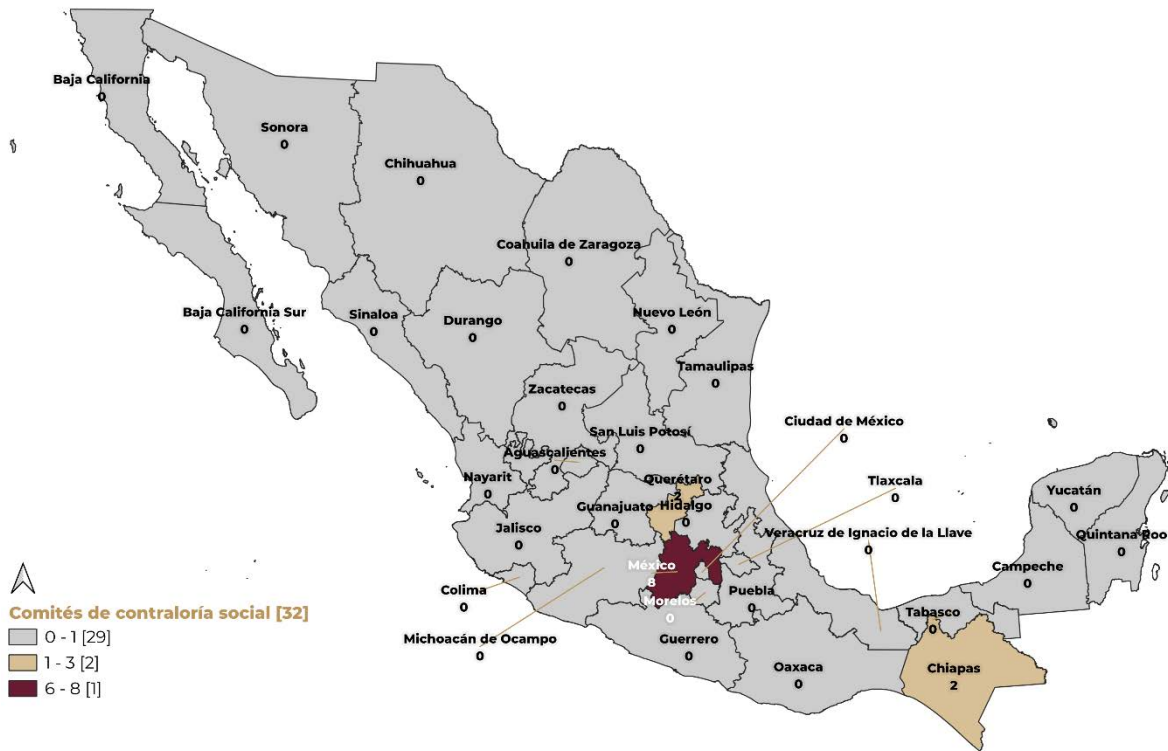 Baja California
0
Sonora
0
Chihuahua
0
Coahuila de Zaragoza
0
Baja California Sur
0
Sinaloa
0
Durango
0
Nuevo León
0
Tamaulipas
0
Zacatecas
0
San Luis Potosí
0
Ciudad de México
0
Aguascalientes
0
Nayarit
0
Querétaro
2
Tlaxcala
0
Yucatán
0
Guanajuato
0
Hidalgo
0
Jalisco
0
Veracruz de Ignacio de la Llave
0
Quintana Roo
0
Campeche
0
México
8
Colima
0
Morelos
0
Puebla
0
Tabasco
0
Michoacán de Ocampo
0
Guerrero
0
Oaxaca
0
Chiapas
2
Comités de contraloría social [32]
0 - 1 [29]
1 - 3 [2]
6 - 8 [1]